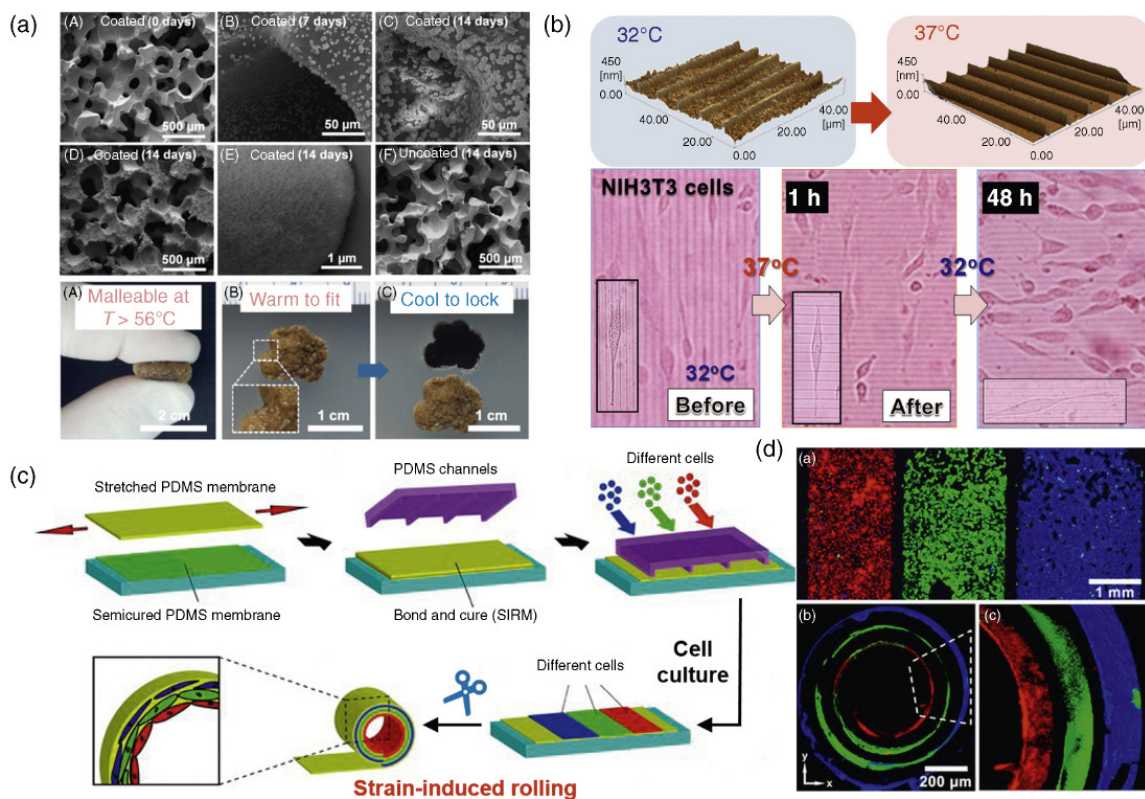 (a)
(A) Coated (0 days)
500 µm
(B) Coated (7 days)
50 µm
(C) Coated (14 days)
50 µm
(D) Coated (14 days)
500 µm
(E) Coated (14 days)
1 µm
(F) Uncoated (14 days)
500 µm
(A)
Malleable at
T > 56°C
2 cm
(B)
Warm to fit
1 cm
(C)
Cool to lock
1 cm
(b)
32°C
450
[nm]
0.00
40.00
20.00
0.00
20.00
40.00
[µm]
37°C
450
[nm]
0.00
40.00
20.00
0.00
20.00
40.00
[µm]
NIH3T3 cells
32°C
Before
37°C
1 h
After
32°C
48 h
(c)
Stretched PDMS membrane
Semicured PDMS membrane
PDMS channels
Bond and cure (SIRM)
Different cells
Cell
culture
Different cells
Strain-induced rolling
(d)
(a)
1 mm
(b)
y
x
200 µm
(c)